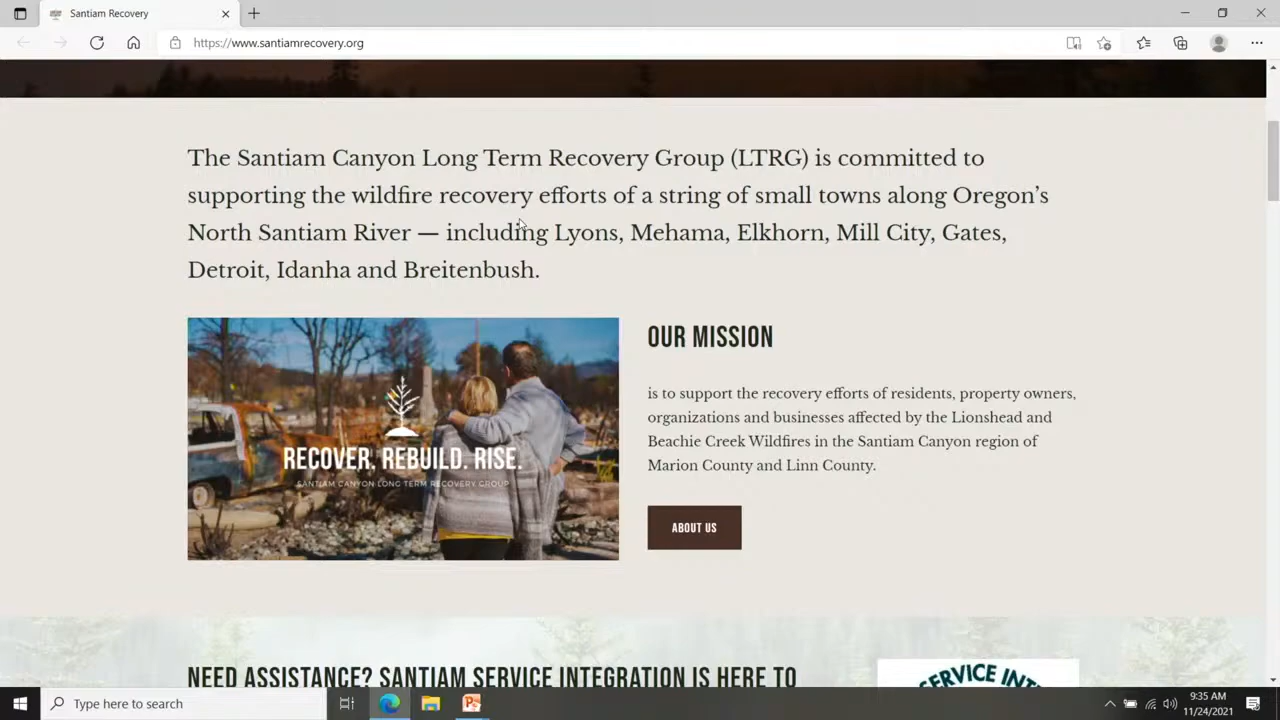 Santiam Recovery
https://www.santiamrecovery.org
The Santiam Canyon Long Term Recovery Group (LTRG) is committed to
supporting the wildfire recovery efforts of a string of small towns along Oregon's
North Santiam River — including Lyons, Mehama, Elkhorn, Mill City, Gates,
Detroit, Idanha and Breitenbush.
RECOVER. REBUILD. RISE.
SANTIAM CANYON LONG TERM RECOVERY GROUP
OUR MISSION
is to support the recovery efforts of residents, property owners,
organizations and businesses affected by the Lionshead and
Beachie Creek Wildfires in the Santiam Canyon region of
Marion County and Linn County.
ABOUT US
NEED ASSISTANCE? SANTIAM SERVICE INTEGRATION IS HERE TO
SERVICE INT
Type here to search
9:35 AM
11/24/2021